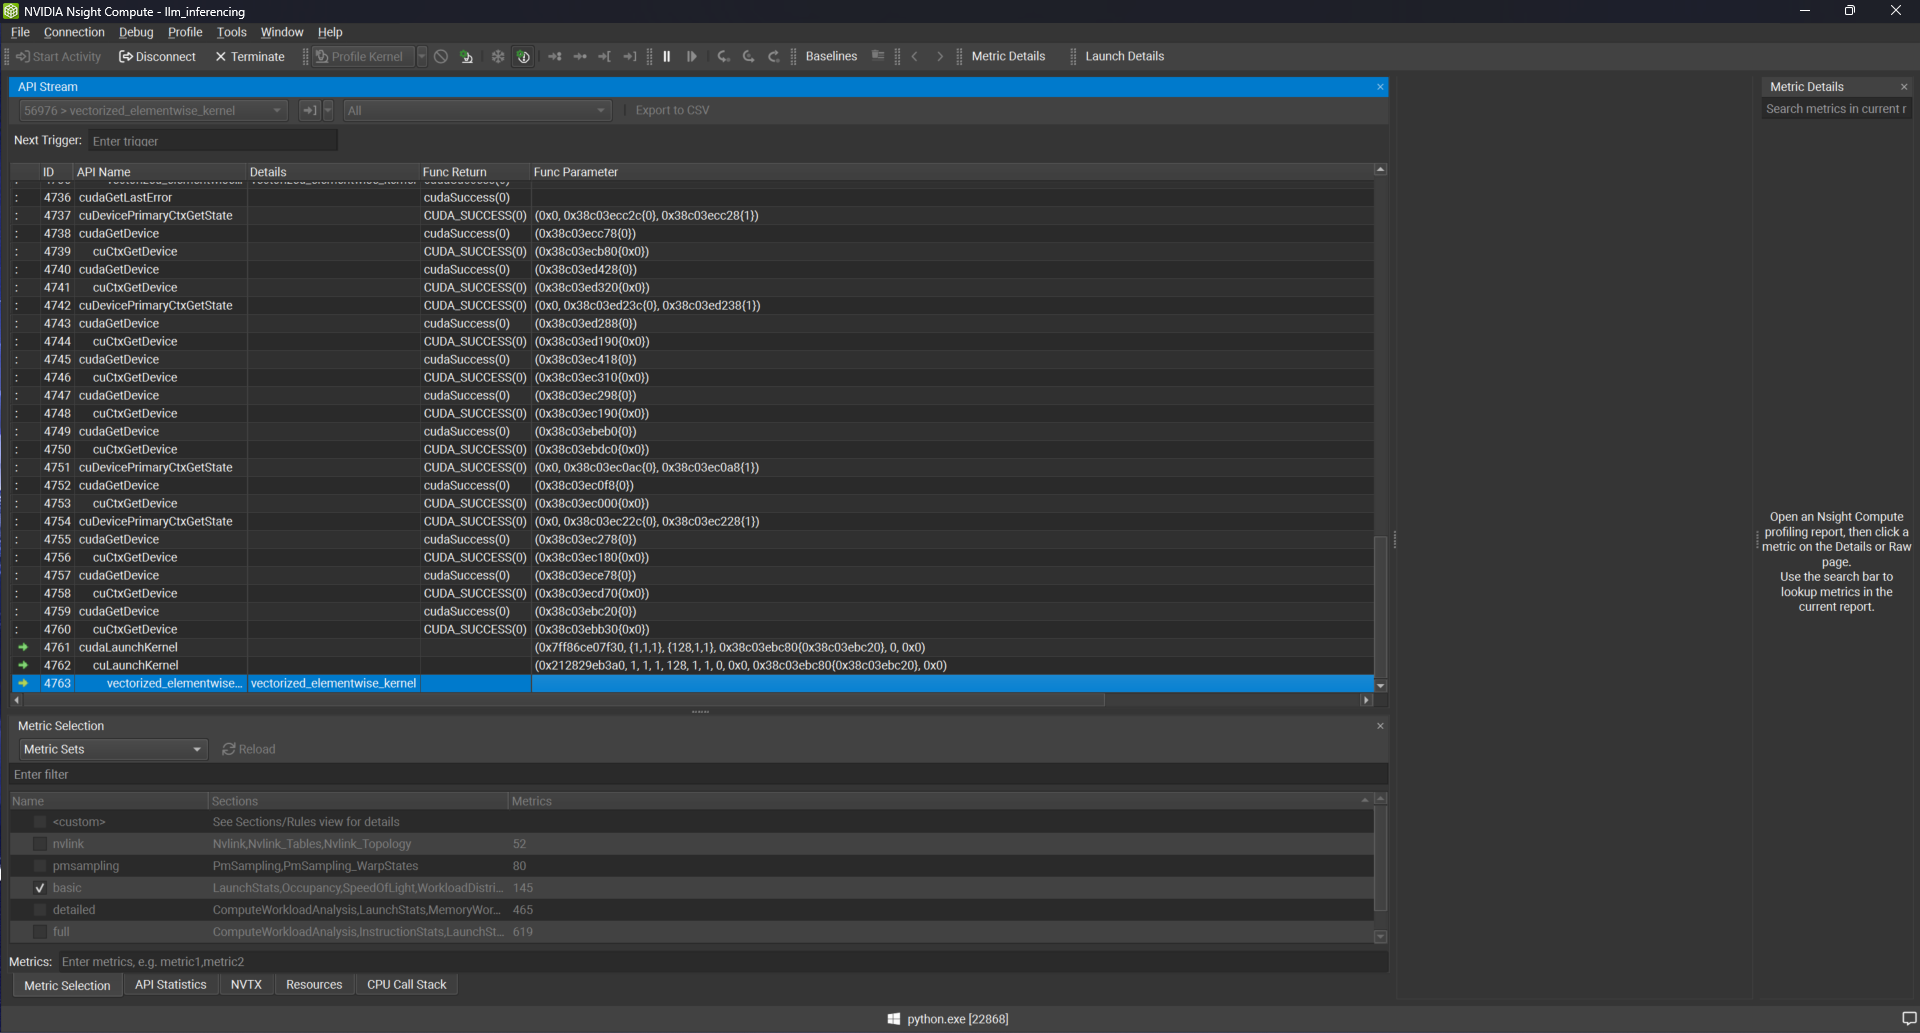 NVIDIA Nsight Compute - llm_inferencing
File Connection Debug Profile Tools Window Help
Start Activity Disconnect Terminate Profile Kernel Baselines Metric Details Launch Details
API Stream
56976 > vectorized_elementwise_kernel All Export to CSV
Next Trigger: Enter trigger
ID API Name Details Func Return Func Parameter
4736 cudaGetLastError cudaSuccess(0)
4737 cuDevicePrimaryCtxGetState CUDA_SUCCESS(0) (0x0, 0x38c03ecc2c{0}, 0x38c03ecc28{1})
4738 cudaGetDevice cudaSuccess(0) (0x38c03ecc78{0})
4739 cuCtxGetDevice CUDA_SUCCESS(0) (0x38c03ecb80{0x0})
4740 cudaGetDevice cudaSuccess(0) (0x38c03ed428{0})
4741 cuCtxGetDevice CUDA_SUCCESS(0) (0x38c03ed320{0x0})
4742 cuDevicePrimaryCtxGetState CUDA_SUCCESS(0) (0x0, 0x38c03ed23c{0}, 0x38c03ed238{1})
4743 cudaGetDevice cudaSuccess(0) (0x38c03ed288{0})
4744 cuCtxGetDevice CUDA_SUCCESS(0) (0x38c03ed190{0x0})
4745 cudaGetDevice cudaSuccess(0) (0x38c03ec418{0})
4746 cuCtxGetDevice CUDA_SUCCESS(0) (0x38c03ec310{0x0})
4747 cudaGetDevice cudaSuccess(0) (0x38c03ec298{0})
4748 cuCtxGetDevice CUDA_SUCCESS(0) (0x38c03ec190{0x0})
4749 cudaGetDevice cudaSuccess(0) (0x38c03ebeb0{0})
4750 cuCtxGetDevice CUDA_SUCCESS(0) (0x38c03ebdc0{0x0})
4751 cuDevicePrimaryCtxGetState CUDA_SUCCESS(0) (0x0, 0x38c03ec0ac{0}, 0x38c03ec0a8{1})
4752 cudaGetDevice cudaSuccess(0) (0x38c03ec0f8{0})
4753 cuCtxGetDevice CUDA_SUCCESS(0) (0x38c03ec000{0x0})
4754 cuDevicePrimaryCtxGetState CUDA_SUCCESS(0) (0x0, 0x38c03ec22c{0}, 0x38c03ec228{1})
4755 cudaGetDevice cudaSuccess(0) (0x38c03ec278{0})
4756 cuCtxGetDevice CUDA_SUCCESS(0) (0x38c03ec180{0x0})
4757 cudaGetDevice cudaSuccess(0) (0x38c03ece78{0})
4758 cuCtxGetDevice CUDA_SUCCESS(0) (0x38c03ecd70{0x0})
4759 cudaGetDevice cudaSuccess(0) (0x38c03ebc20{0})
4760 cuCtxGetDevice CUDA_SUCCESS(0) (0x38c03ebb30{0x0})
4761 cudaLaunchKernel (0x7ff86ce07f30, {1,1,1}, {128,1,1}, 0x38c03ebc80{0x38c03ebc20}, 0, 0x0)
4762 cuLaunchKernel (0x212829eb3a0, 1, 1, 1, 128, 1, 1, 0, 0x0, 0x38c03ebc80{0x38c03ebc20}, 0x0)
4763 vectorized_elementwise... vectorized_elementwise_kernel
Metric Selection
Metric Sets Reload
Enter filter
Name Sections Metrics
<custom> See Sections/Rules view for details
nvlink Nvlink,Nvlink_Tables,Nvlink_Topology 52
pmsampling PmSampling,PmSampling_WarpStates 80
basic LaunchStats,Occupancy,SpeedOfLight,WorkloadDistri... 145
detailed ComputeWorkloadAnalysis,LaunchStats,MemoryWor... 465
full ComputeWorkloadAnalysis,InstructionStats,LaunchSt... 619
Metrics: Enter metrics, e.g. metric1,metric2
Metric Selection API Statistics NVTX Resources CPU Call Stack
Metric Details
Search metrics in current r
Open an Nsight Compute
profiling report, then click a
metric on the Details or Raw
page.
Use the search bar to
lookup metrics in the
current report.
python.exe [22868]